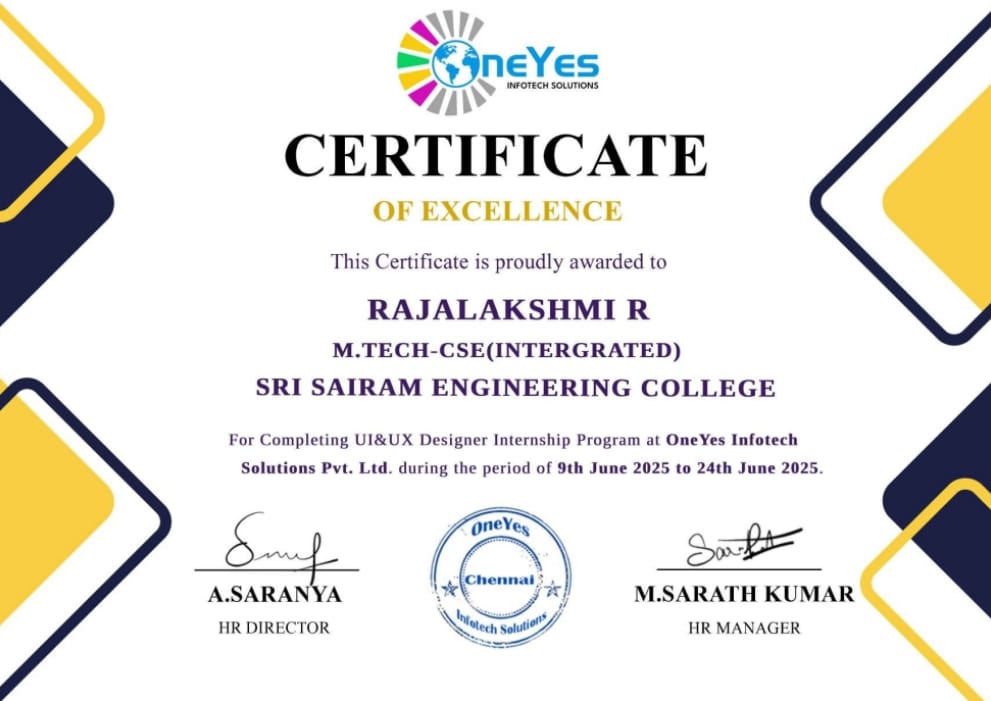 OneYes
INFOTECH SOLUTIONS
CERTIFICATE
OF EXCELLENCE
This Certificate is proudly awarded to
RAJALAKSHMI R
M.TECH-CSE(INTERGRATED)
SRI SAIRAM ENGINEERING COLLEGE
For Completing UI&UX Designer Internship Program at OneYes Infotech
Solutions Pvt. Ltd. during the period of 9th June 2025 to 24th June 2025.
OneYes
Chennai
Infotech Solutions
A.SARANYA
HR DIRECTOR
M.SARATH KUMAR
HR MANAGER